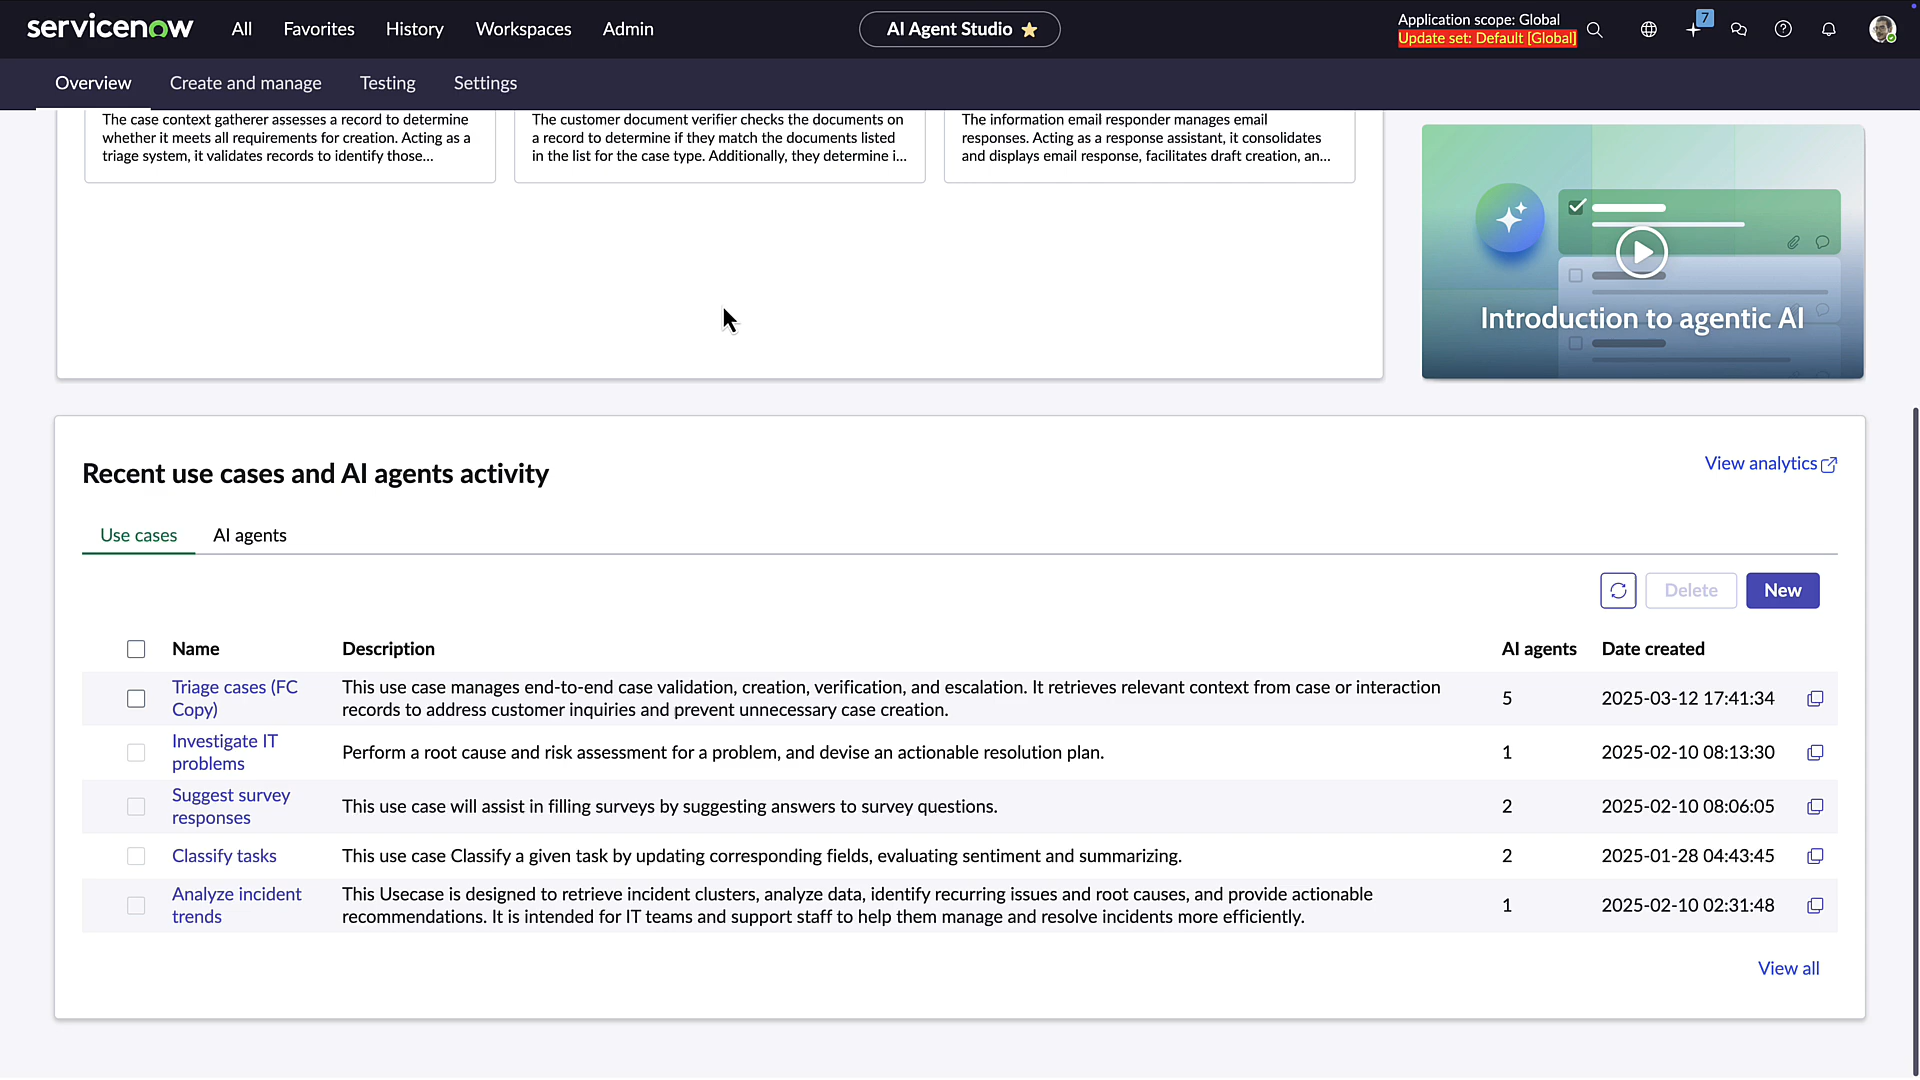 servicenow
All
Favorites
History
Workspaces
Admin
AI Agent Studio
Application scope: Global
Update set: Default [Global]
7
Overview
Create and manage
Testing
Settings
The case context gatherer assesses a record to determine
whether it meets all requirements for creation. Acting as a
triage system, it validates records to identify those...
The customer document verifier checks the documents on
a record to determine if they match the documents listed
in the list for the case type. Additionally, they determine i...
The information email responder manages email
responses. Acting as a response assistant, it consolidates
and displays email response, facilitates draft creation, an...
Introduction to agentic AI
Recent use cases and AI agents activity
View analytics
Use cases
AI agents
Delete
New
Name
Description
AI agents
Date created
Triage cases (FC
Copy)
This use case manages end-to-end case validation, creation, verification, and escalation. It retrieves relevant context from case or interaction
records to address customer inquiries and prevent unnecessary case creation.
5
2025-03-12 17:41:34
Investigate IT
problems
Perform a root cause and risk assessment for a problem, and devise an actionable resolution plan.
1
2025-02-10 08:13:30
Suggest survey
responses
This use case will assist in filling surveys by suggesting answers to survey questions.
2
2025-02-10 08:06:05
Classify tasks
This use case Classify a given task by updating corresponding fields, evaluating sentiment and summarizing.
2
2025-01-28 04:43:45
Analyze incident
trends
This Usecase is designed to retrieve incident clusters, analyze data, identify recurring issues and root causes, and provide actionable
recommendations. It is intended for IT teams and support staff to help them manage and resolve incidents more efficiently.
1
2025-02-10 02:31:48
View all